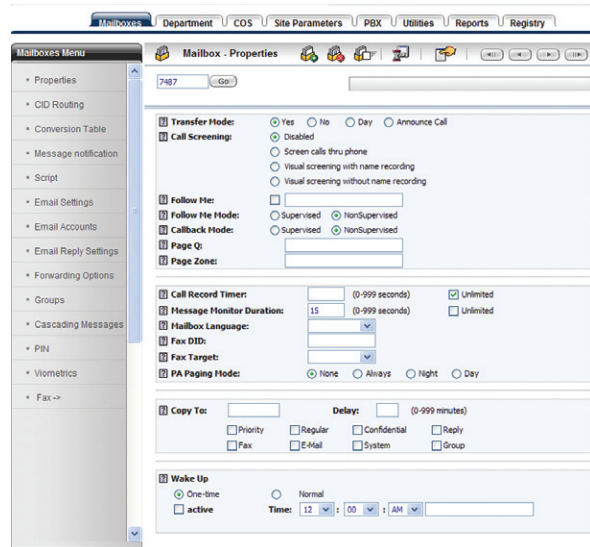 Mailboxes Department COS Site Parameters PBX Utilities Reports Registry
Mailboxes Menu
Properties
CID Routing
Conversion Table
Message notification
Script
Email Settings
Email Accounts
Email Reply Settings
Forwarding Options
Groups
Cascading Messages
PIN
Viometrics
Fax ->
Mailbox - Properties
7487 Go
? Transfer Mode: Yes No Day Announce Call
? Call Screening: Disabled
Screen calls thru phone
Visual screening with name recording
Visual screening without name recording
? Follow Me:
? Follow Me Mode: Supervised NonSupervised
? Callback Mode: Supervised NonSupervised
? Page Q:
? Page Zone:
? Call Record Timer: (0-999 seconds) Unlimited
? Message Monitor Duration: 15 (0-999 seconds) Unlimited
? Mailbox Language:
? Fax DID:
? Fax Target:
? PA Paging Mode: None Always Night Day
? Copy To: Delay: (0-999 minutes)
Priority Regular Confidential Reply
Fax E-Mail System Group
? Wake Up
One-time Normal
active Time: 12 : 00 : AM